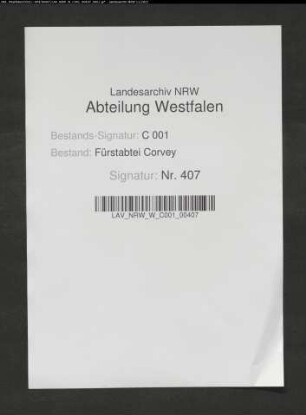 Landesarchiv NRW
Abteilung Westfalen
Bestands-Signatur: C 001
Bestand: Fürstabtei Corvey
Signatur: Nr. 407
LAV_NRW_W_C001_00407